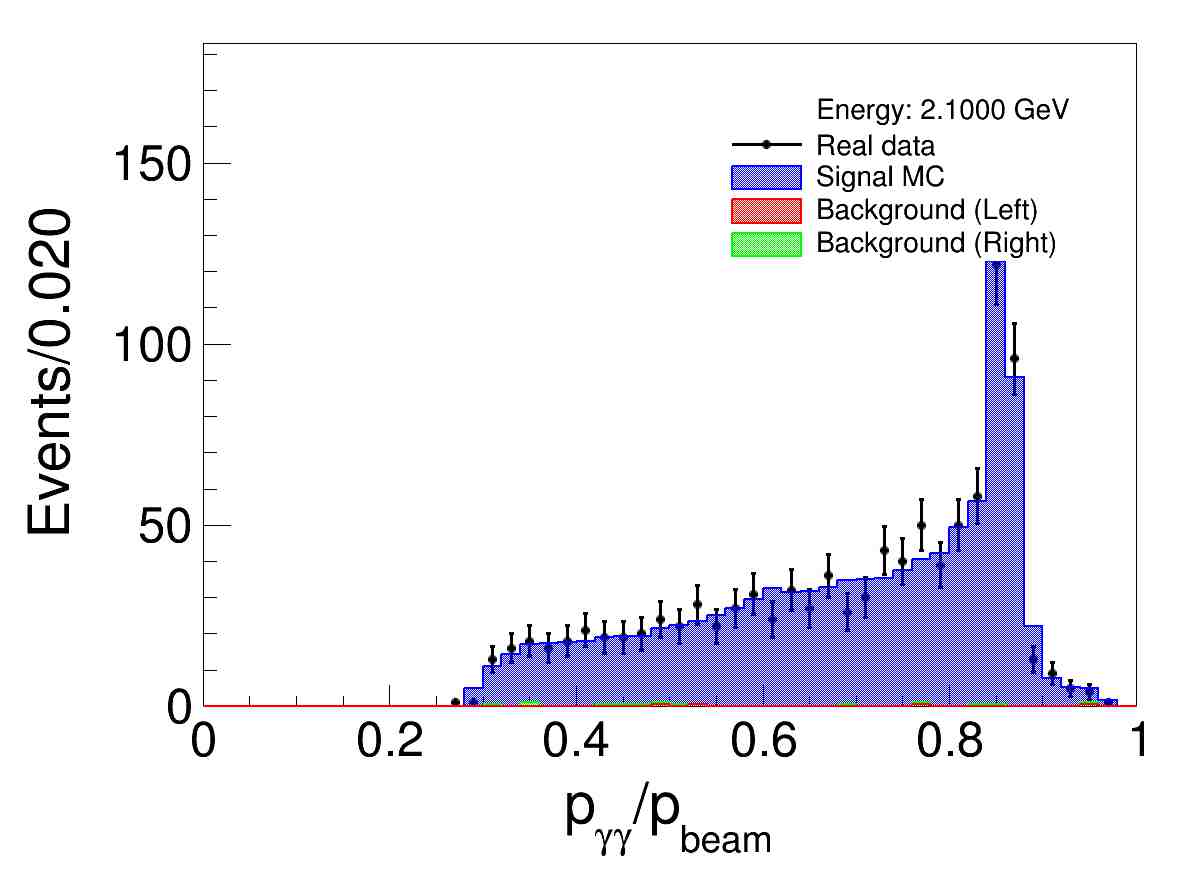 Energy: 2.1000 GeV
Real data
Signal MC
Background (Left)
Background (Right)
Events/0.020
150
100
50
0
0 0.2 0.4 0.6 0.8 1
pγγ/pbeam